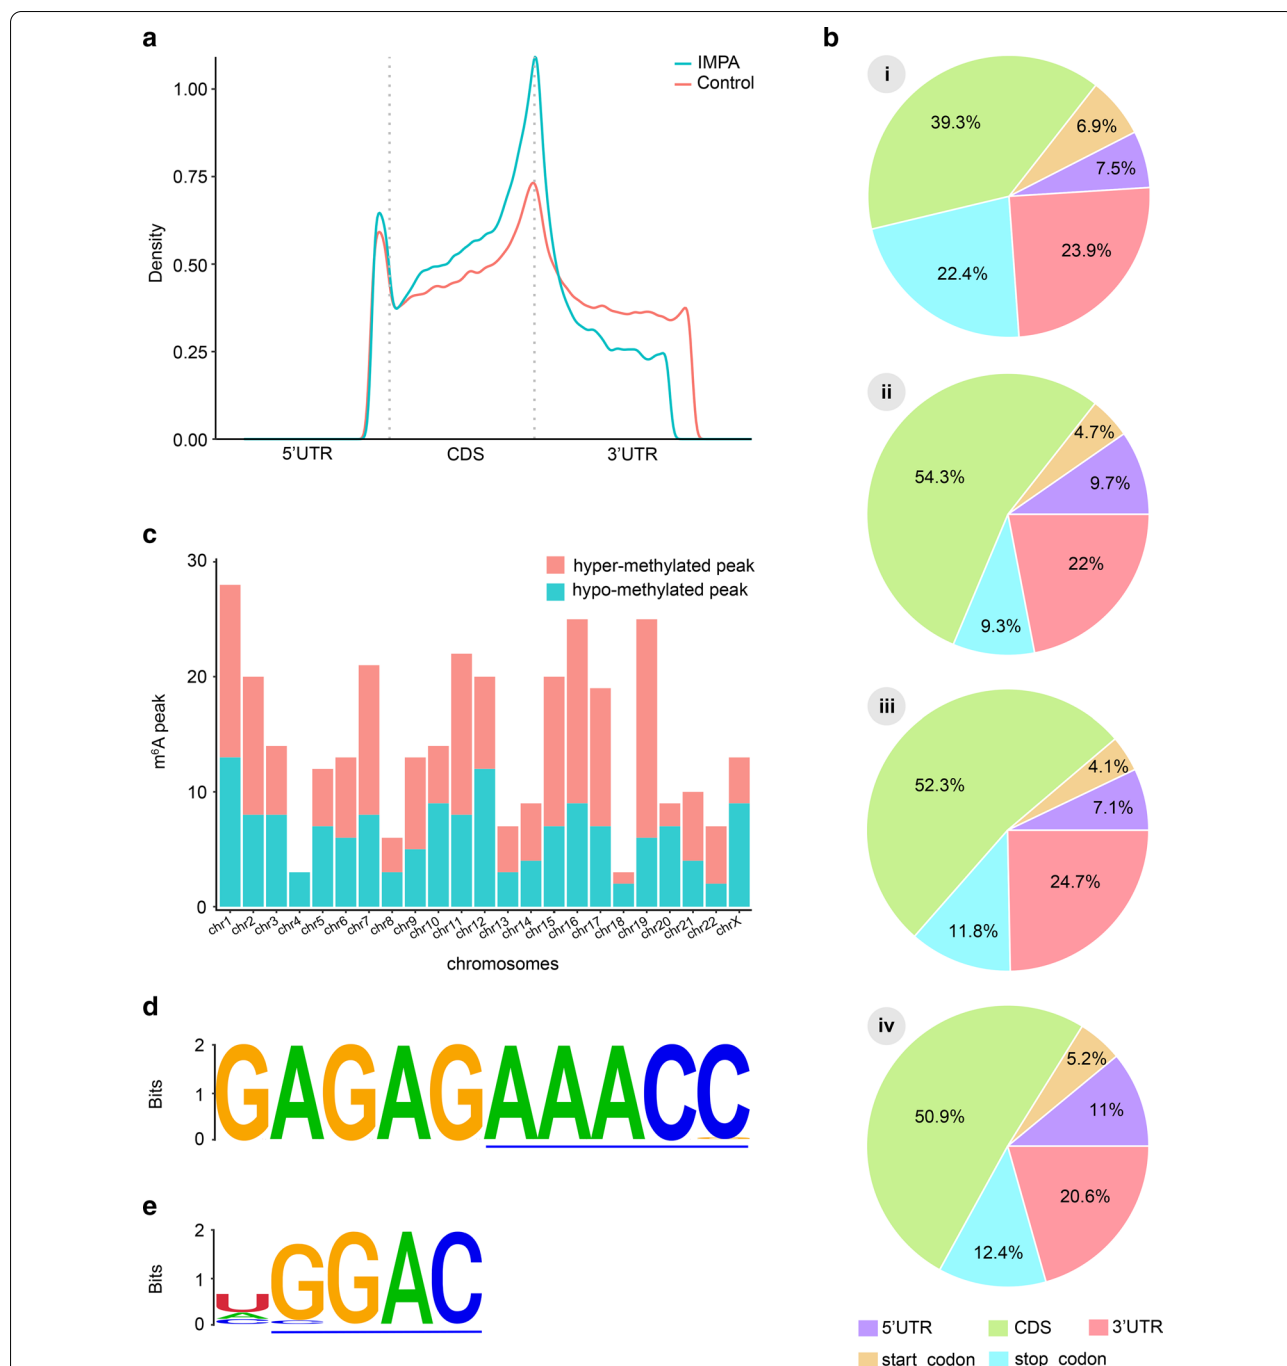 a
IMPA
Control
1.00
0.75
0.50
0.25
0.00
Density
5'UTR CDS 3'UTR
b
i
39.3%
6.9%
7.5%
23.9%
22.4%
ii
54.3%
4.7%
9.7%
22%
9.3%
iii
52.3%
4.1%
7.1%
24.7%
11.8%
iv
50.9%
5.2%
11%
20.6%
12.4%
5'UTR CDS 3'UTR
start_codon stop_codon
c
hyper-methylated peak
hypo-methylated peak
30
20
10
0
m⁶A peak
chr1 chr2 chr3 chr4 chr5 chr6 chr7 chr8 chr9 chr10 chr11 chr12 chr13 chr14 chr15 chr16 chr17 chr18 chr19 chr20 chr21 chr22 chrX
chromosomes
d
2
1
0
Bits
GAGAGAAACC
e
2
1
0
Bits
UGGAC